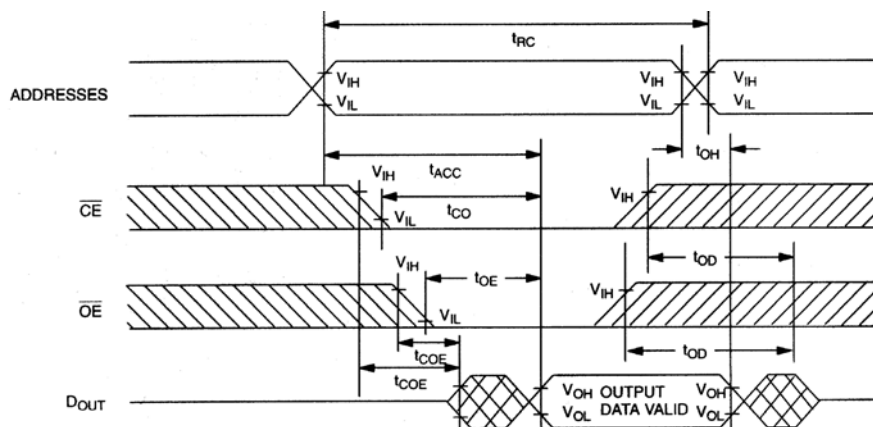 tRC
ADDRESSES
VIH
VIL
VIH
VIL
VIH
VIL
tOH
tACC
CE
VIH
VIL
tCO
VIH
tOD
OE
VIH
VIL
tOE
VIH
tOD
tCOE
tCOE
DOUT
VOH OUTPUT VOH
VOL DATA VALID VOL